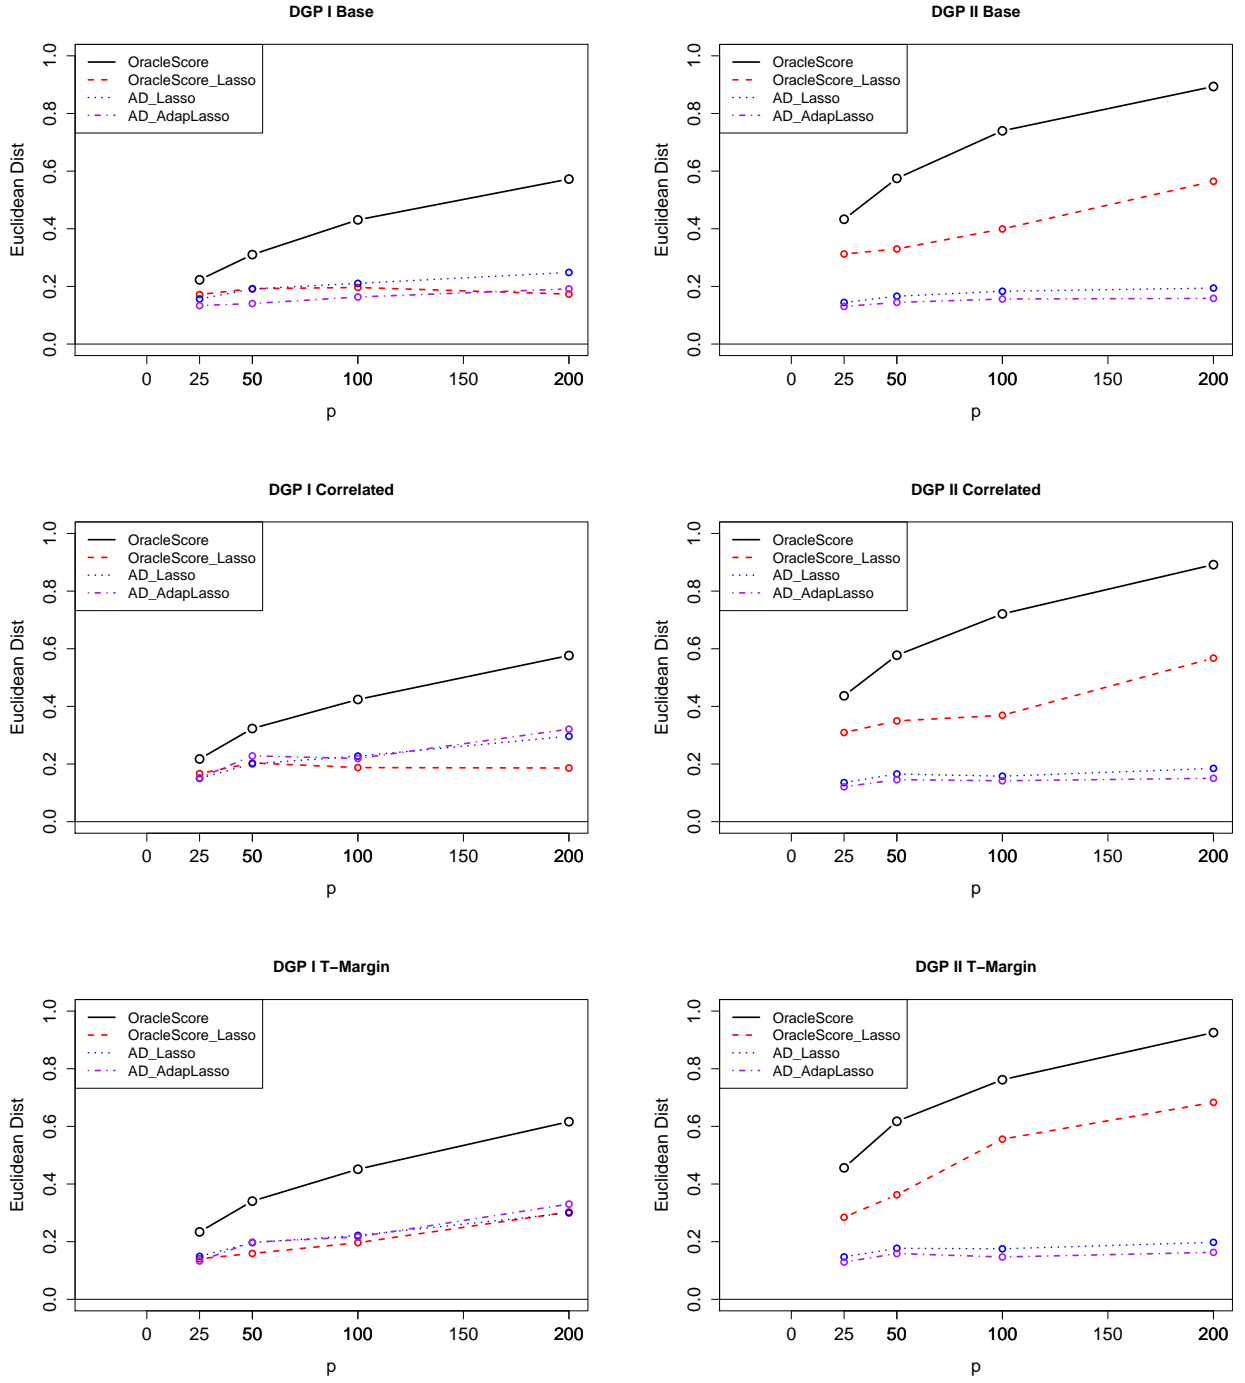 DGP I Base
OracleScore
OracleScore_Lasso
AD_Lasso
AD_AdapLasso
Euclidean Dist
0.0 0.2 0.4 0.6 0.8 1.0
0 25 50 100 150 200
p
DGP II Base
OracleScore
OracleScore_Lasso
AD_Lasso
AD_AdapLasso
Euclidean Dist
0.0 0.2 0.4 0.6 0.8 1.0
0 25 50 100 150 200
p
DGP I Correlated
OracleScore
OracleScore_Lasso
AD_Lasso
AD_AdapLasso
Euclidean Dist
0.0 0.2 0.4 0.6 0.8 1.0
0 25 50 100 150 200
p
DGP II Correlated
OracleScore
OracleScore_Lasso
AD_Lasso
AD_AdapLasso
Euclidean Dist
0.0 0.2 0.4 0.6 0.8 1.0
0 25 50 100 150 200
p
DGP I T−Margin
OracleScore
OracleScore_Lasso
AD_Lasso
AD_AdapLasso
Euclidean Dist
0.0 0.2 0.4 0.6 0.8 1.0
0 25 50 100 150 200
p
DGP II T−Margin
OracleScore
OracleScore_Lasso
AD_Lasso
AD_AdapLasso
Euclidean Dist
0.0 0.2 0.4 0.6 0.8 1.0
0 25 50 100 150 200
p